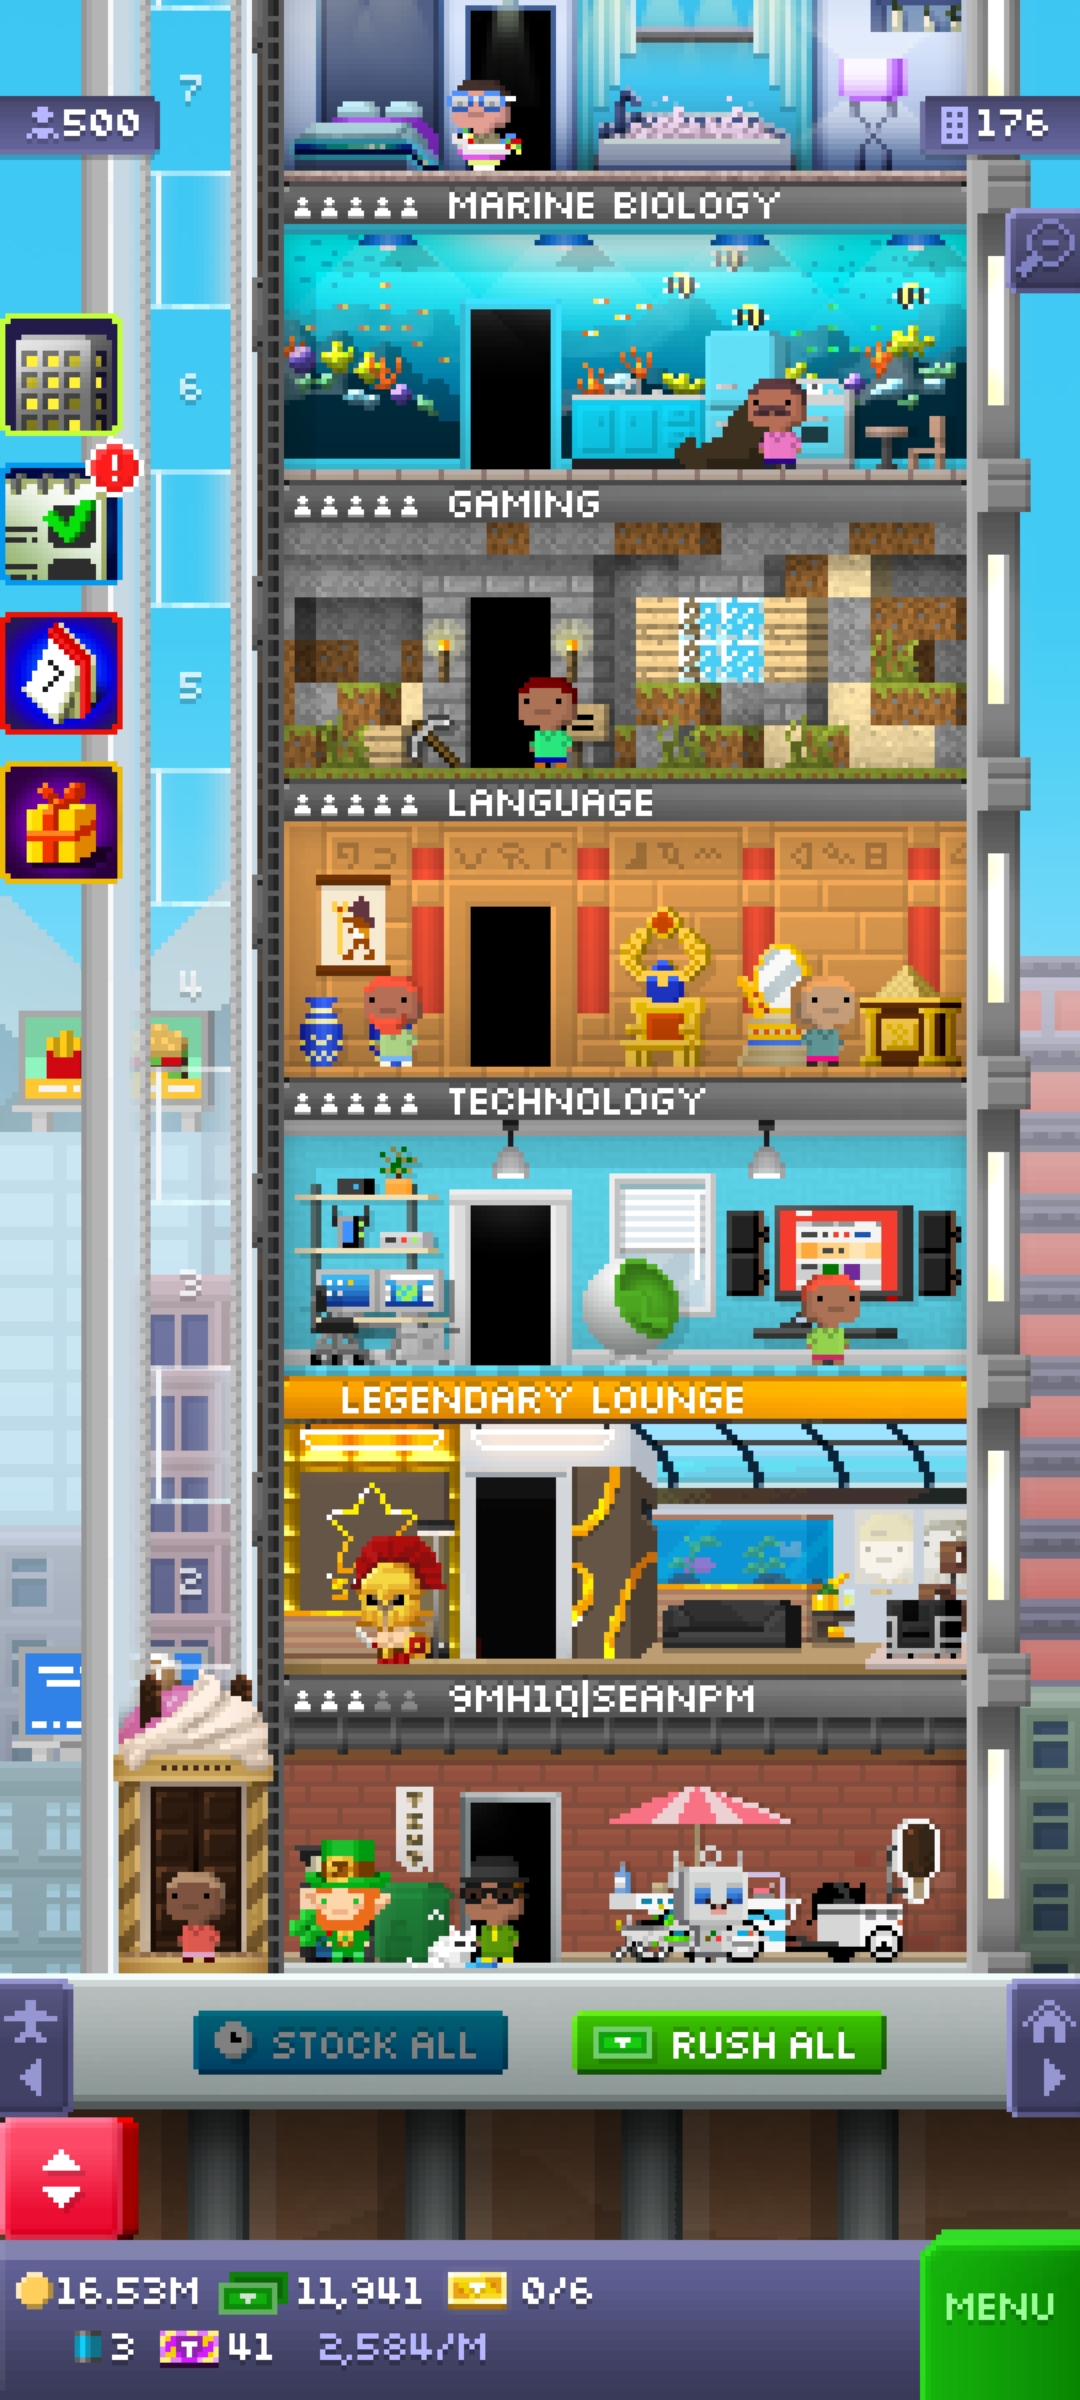 7
500
176
MARINE BIOLOGY
6
GAMING
5
LANGUAGE
4
TECHNOLOGY
3
LEGENDARY LOUNGE
2
9MH1Q|SEANPM
STOCK ALL
RUSH ALL
16.53M
11,941
0/6
MENU
3
41
2,584/M